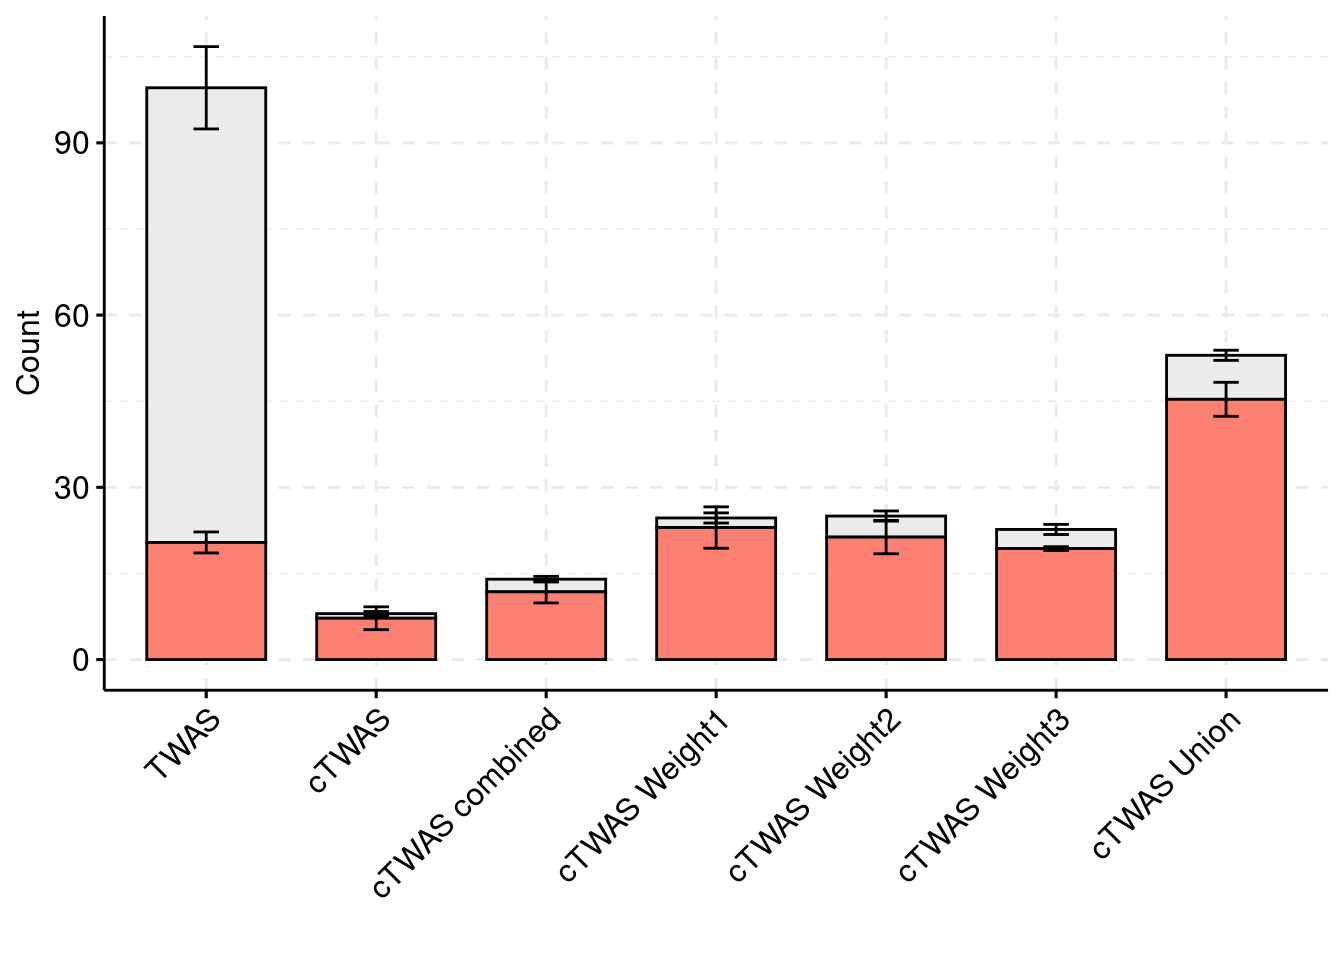 Count
90
60
30
0
TWAS
cTWAS
cTWAS combined
cTWAS Weight1
cTWAS Weight2
cTWAS Weight3
cTWAS Union